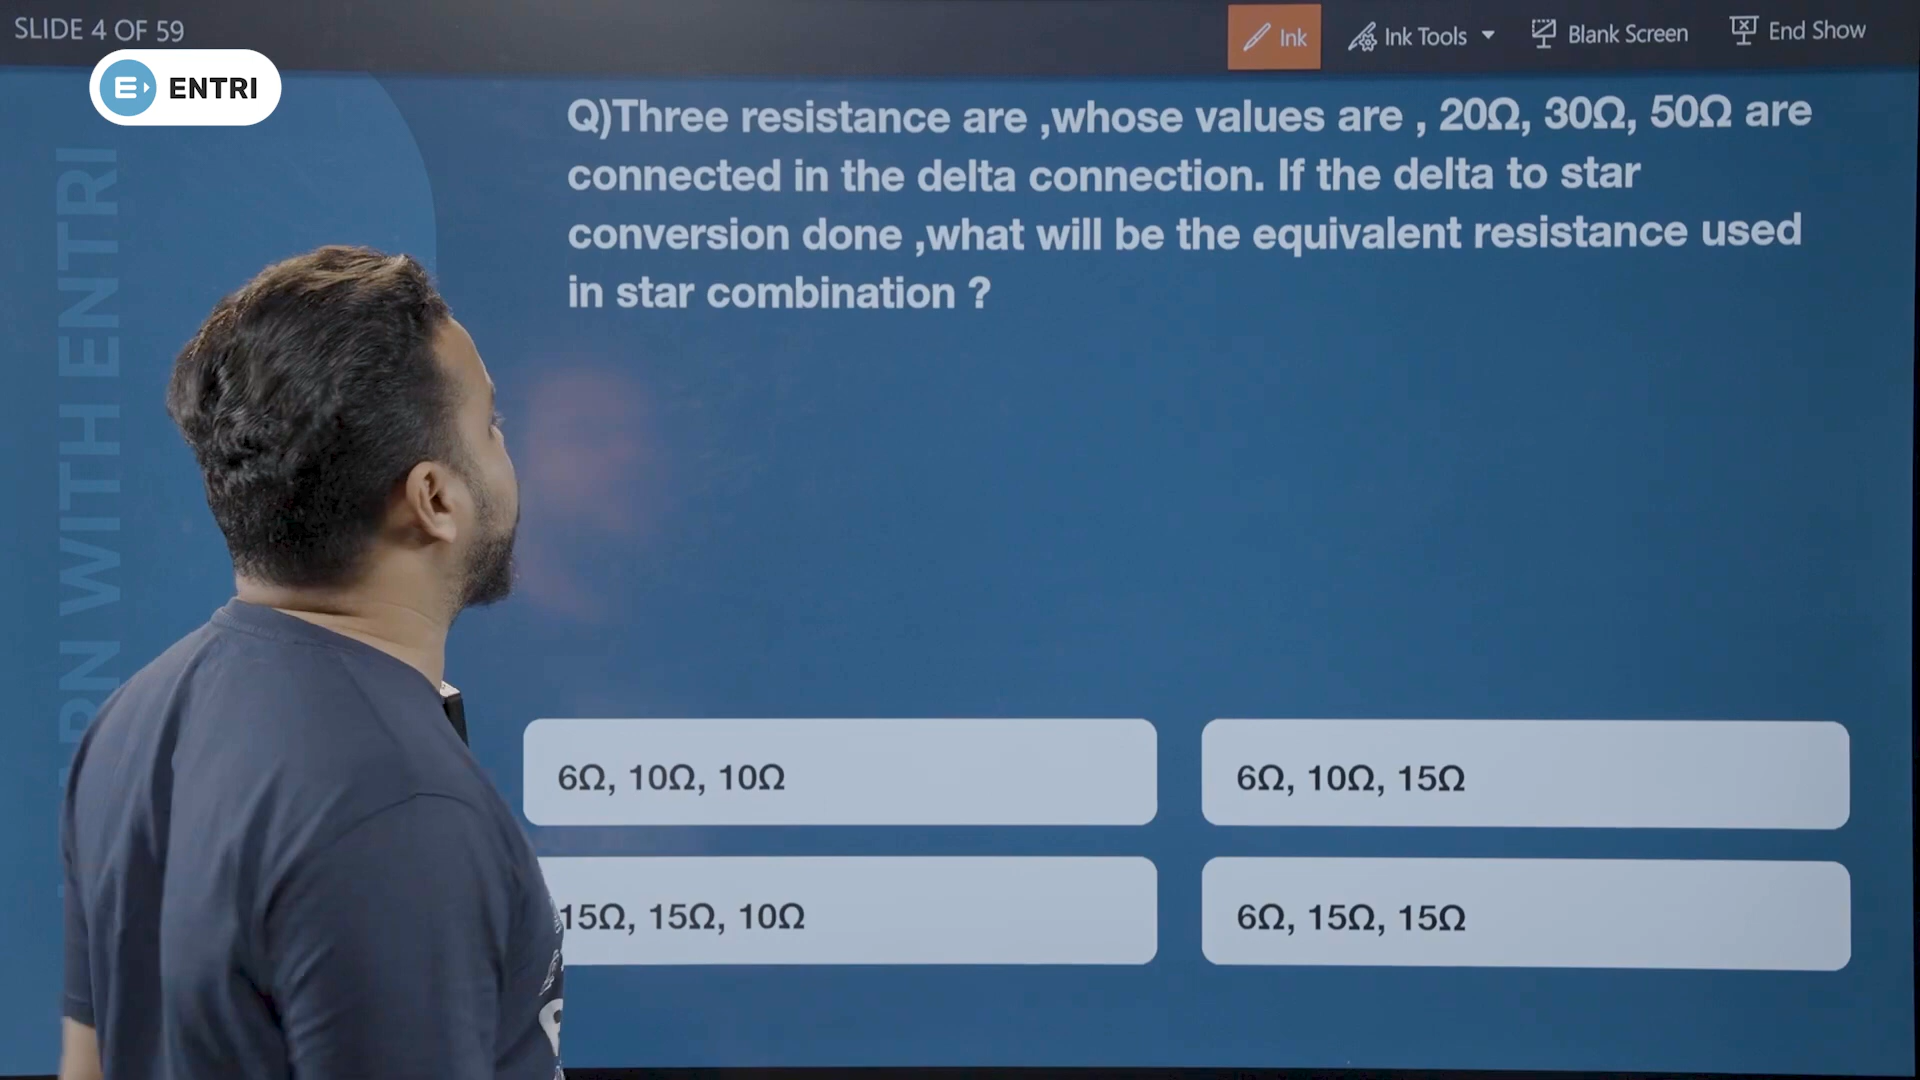 SLIDE 4 OF 59
Ink
Ink Tools
Blank Screen
End Show
ENTRI
Q)Three resistance are ,whose values are , 20Ω, 30Ω, 50Ω are
connected in the delta connection. If the delta to star
conversion done ,what will be the equivalent resistance used
in star combination ?
WITH ENTRI
6Ω, 10Ω, 10Ω
6Ω, 10Ω, 15Ω
15Ω, 15Ω, 10Ω
6Ω, 15Ω, 15Ω